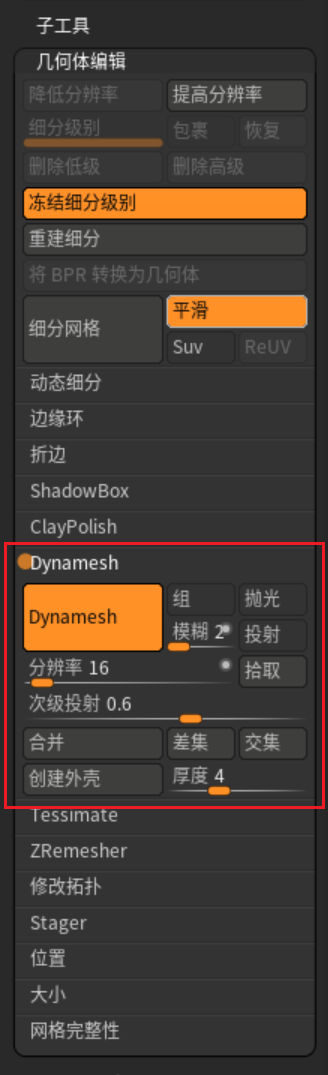 子工具
几何体编辑
降低分辨率 提高分辨率
细分级别 包裹 恢复
删除低级 删除高级
冻结细分级别
重建细分
将 BPR 转换为几何体
细分网格 平滑
Suv ReUV
动态细分
边缘环
折边
ShadowBox
ClayPolish
Dynamesh
Dynamesh 组 抛光
模糊 2 投射
分辨率 16 拾取
次级投射 0.6
合并 差集 交集
创建外壳 厚度 4
Tessimate
ZRemesher
修改拓扑
Stager
位置
大小
网格完整性